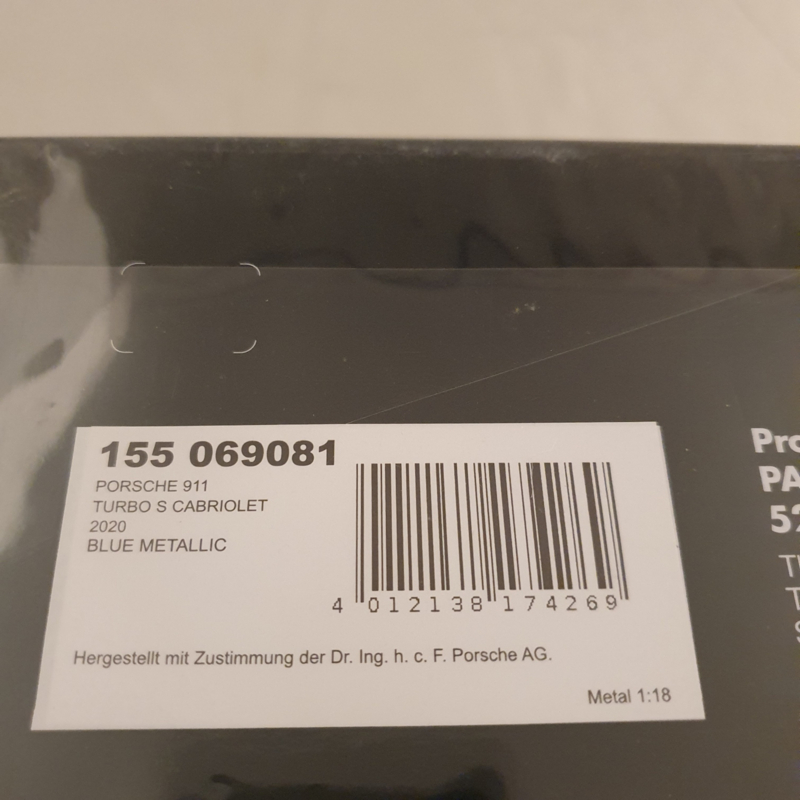 155 069081
PORSCHE 911
TURBO S CABRIOLET
2020
BLUE METALLIC
4 012138 174269
Hergestellt mit Zustimmung der Dr. Ing. h. c. F. Porsche AG.
Metal 1:18